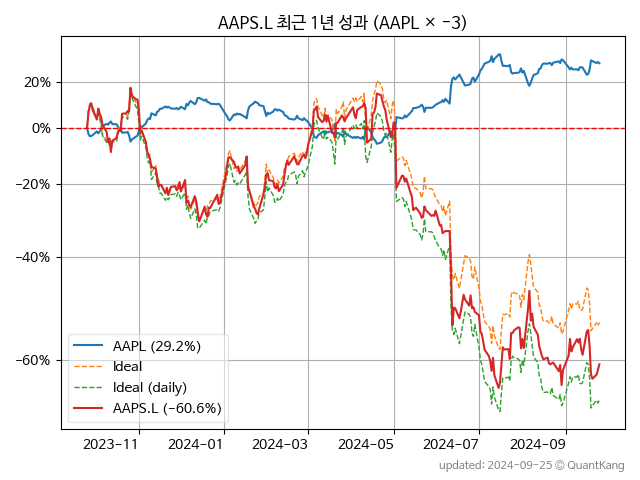 AAPS.L 최근 1년 성과 (AAPL × −3)
20%
0%
−20%
−40%
−60%
AAPL (29.2%)
Ideal
Ideal (daily)
AAPS.L (−60.6%)
2023−11
2024−01
2024−03
2024−05
2024−07
2024−09
updated: 2024−09−25 © QuantKang